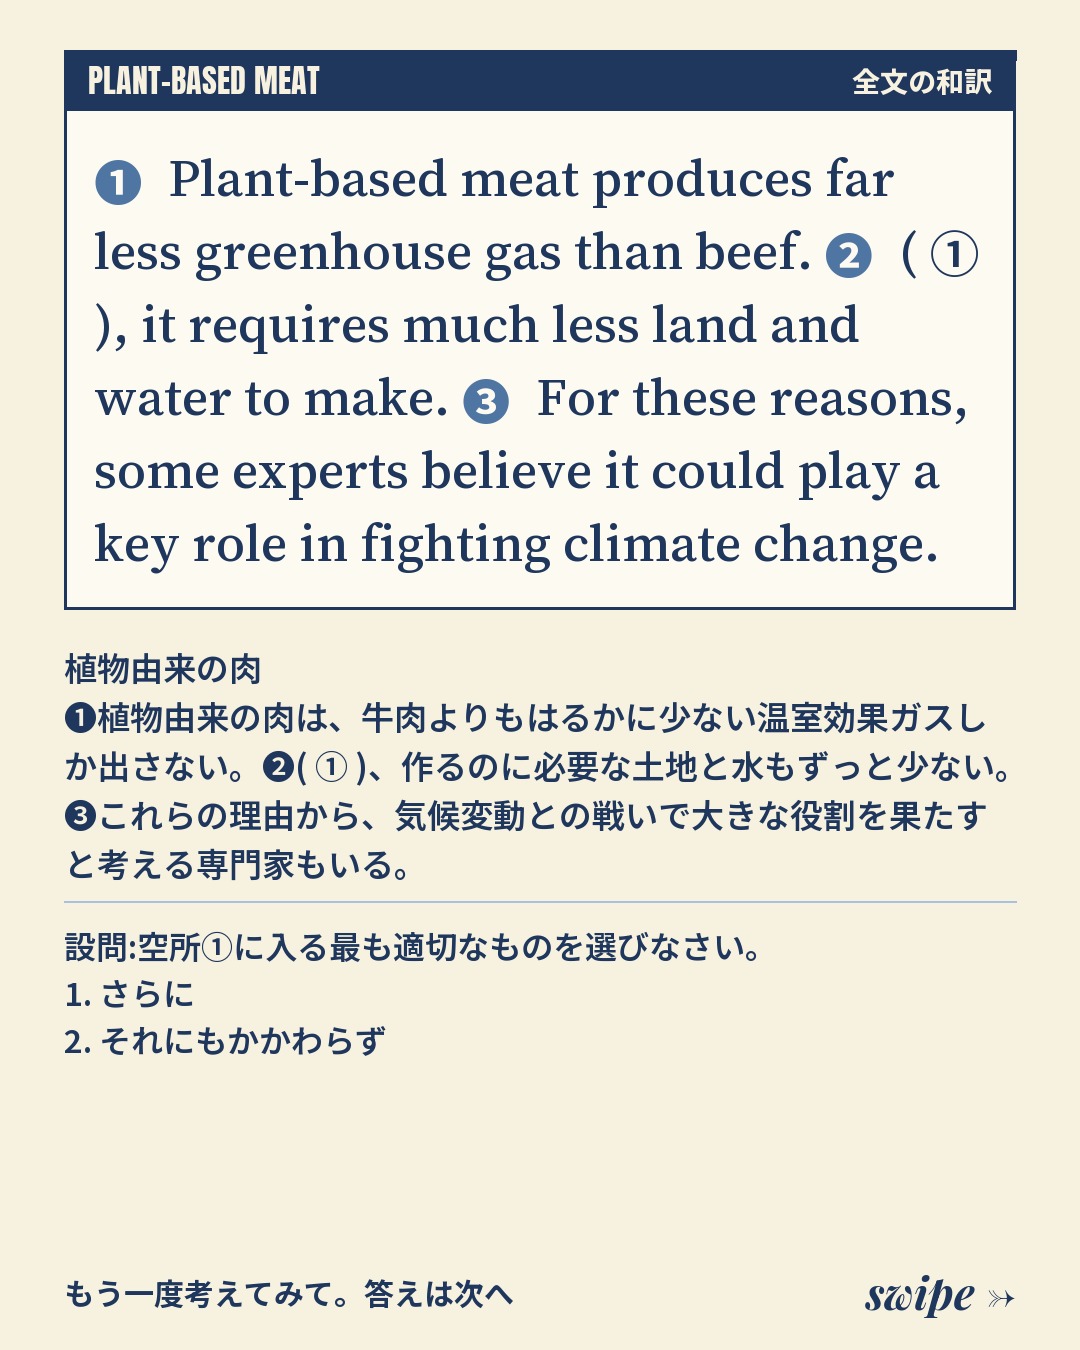 PLANT-BASED MEAT 全文の和訳
❶ Plant-based meat produces far
less greenhouse gas than beef. ❷ ( ①
), it requires much less land and
water to make. ❸ For these reasons,
some experts believe it could play a
key role in fighting climate change.
植物由来の肉
❶植物由来の肉は、牛肉よりもはるかに少ない温室効果ガスし
か出さない。❷( ① )、作るのに必要な土地と水もずっと少ない。
❸これらの理由から、気候変動との戦いで大きな役割を果たす
と考える専門家もいる。
設問:空所①に入る最も適切なものを選びなさい。
1. さらに
2. それにもかかわらず
もう一度考えてみて。答えは次へ
swipe